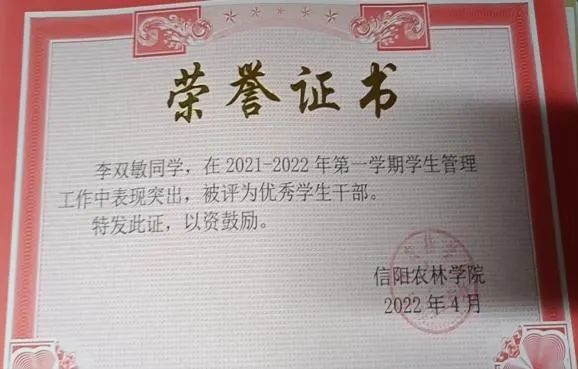 荣誉证书
李双敏同学，在2021-2022年第一学期学生管理
工作中表现突出，被评为优秀学生干部。
特发此证，以资鼓励。
信阳农林学院
2022年4月